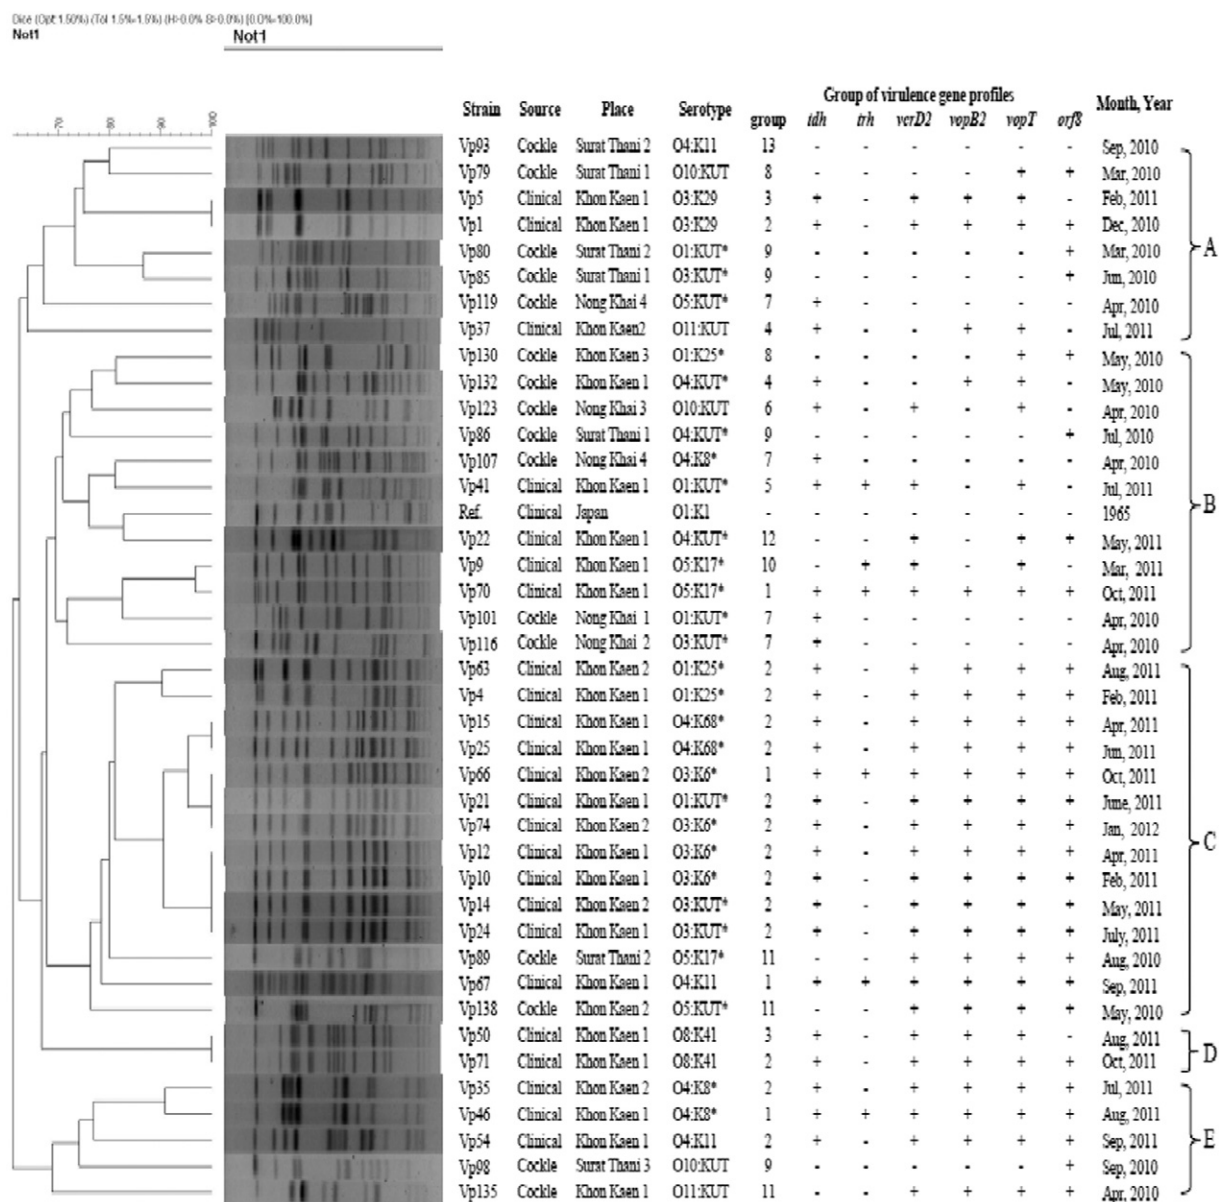 Dice (Opt:1.50%) (Tol 1.5%-1.5%) (H>0.0% S>0.0%) [0.0%-100.0%]
Not1 Not1
70 80 90 100
Group of virulence gene profiles
Strain Source Place Serotype group tdh trh vcrD2 vopB2 vopT orf8 Month, Year
Vp93 Cockle Surat Thani 2 O4:K11 13 - - - - - - Sep, 2010
Vp79 Cockle Surat Thani 1 O10:KUT 8 - - - - + + Mar, 2010
Vp5 Clinical Khon Kaen 1 O3:K29 3 + - + + + - Feb, 2011
Vp1 Clinical Khon Kaen 1 O3:K29 2 + - + + + + Dec, 2010
Vp80 Cockle Surat Thani 2 O1:KUT* 9 - - - - - + Mar, 2010
A
Vp85 Cockle Surat Thani 1 O3:KUT* 9 - - - - - + Jun, 2010
Vp119 Cockle Nong Khai 4 O5:KUT* 7 + - - - - - Apr, 2010
Vp37 Clinical Khon Kaen2 O11:KUT 4 + - - + + - Jul, 2011
Vp130 Cockle Khon Kaen 3 O1:K25* 8 - - - - + + May, 2010
Vp132 Cockle Khon Kaen 1 O4:KUT* 4 + - - + + - May, 2010
Vp123 Cockle Nong Khai 3 O10:KUT 6 + - + - + - Apr, 2010
Vp86 Cockle Surat Thani 1 O4:KUT* 9 - - - - - + Jul, 2010
Vp107 Cockle Nong Khai 4 O4:K8* 7 + - - - - - Apr, 2010
Vp41 Clinical Khon Kaen 1 O1:KUT* 5 + + + - + - Jul, 2011
B
Ref. Clinical Japan O1:K1 - - - - - - - 1965
Vp22 Clinical Khon Kaen 1 O4:KUT* 12 - - + - + + May, 2011
Vp9 Clinical Khon Kaen 1 O5:K17* 10 - + + - + - Mar, 2011
Vp70 Clinical Khon Kaen 1 O5:K17* 1 + + + + + + Oct, 2011
Vp101 Cockle Nong Khai 1 O1:KUT* 7 + - - - - - Apr, 2010
Vp116 Cockle Nong Khai 2 O3:KUT* 7 + - - - - - Apr, 2010
Vp63 Clinical Khon Kaen 2 O1:K25* 2 + - + + + + Aug, 2011
Vp4 Clinical Khon Kaen 1 O1:K25* 2 + - + + + + Feb, 2011
Vp15 Clinical Khon Kaen 1 O4:K68* 2 + - + + + + Apr, 2011
Vp25 Clinical Khon Kaen 1 O4:K68* 2 + - + + + + Jun, 2011
Vp66 Clinical Khon Kaen 2 O3:K6* 1 + + + + + + Oct, 2011
Vp21 Clinical Khon Kaen 1 O1:KUT* 2 + - + + + + June, 2011
Vp74 Clinical Khon Kaen 2 O3:K6* 2 + - + + + + Jan, 2012
C
Vp12 Clinical Khon Kaen 1 O3:K6* 2 + - + + + + Apr, 2011
Vp10 Clinical Khon Kaen 1 O3:K6* 2 + - + + + + Feb, 2011
Vp14 Clinical Khon Kaen 2 O3:KUT* 2 + - + + + + May, 2011
Vp24 Clinical Khon Kaen 1 O3:KUT* 2 + - + + + + July, 2011
Vp89 Cockle Surat Thani 2 O5:K17* 11 - - + + + + Aug, 2010
Vp67 Clinical Khon Kaen 1 O4:K11 1 + + + + + + Sep, 2011
Vp138 Cockle Khon Kaen 2 O5:KUT* 11 - - + + + + May, 2010
Vp50 Clinical Khon Kaen 1 O8:K41 3 + - + + + - Aug, 2011
D
Vp71 Clinical Khon Kaen 1 O8:K41 2 + - + + + + Oct, 2011
Vp35 Clinical Khon Kaen 2 O4:K8* 2 + - + + + + Jul, 2011
Vp46 Clinical Khon Kaen 1 O4:K8* 1 + + + + + + Aug, 2011
Vp54 Clinical Khon Kaen 1 O4:K11 2 + - + + + + Sep, 2011
E
Vp98 Cockle Surat Thani 3 O10:KUT 9 - - - - - + Sep, 2010
Vp135 Cockle Khon Kaen 1 O11:KUT 11 - - + + + + Apr, 2010